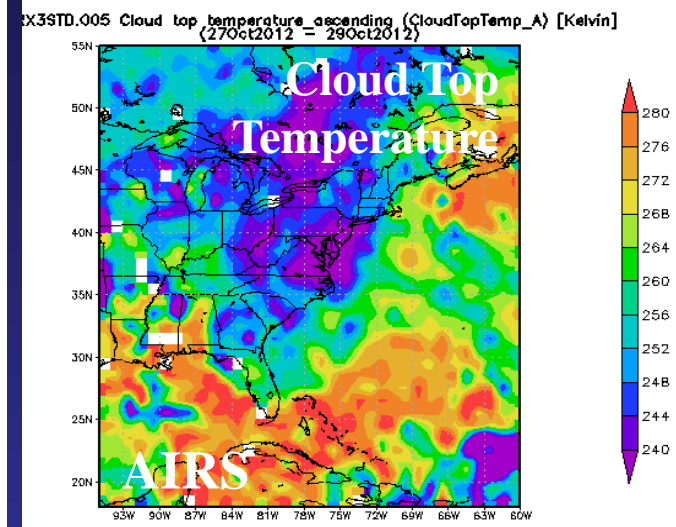 RX3STD.005 Cloud top temperature_ascending (CloudTopTemp_A) [Kelvin]
(27Oct2012 - 29Oct2012)
Cloud Top
Temperature
55N
50N
45N
40N
35N
30N
25N
20N
AIRS
93W 90W 87W 84W 81W 78W 75W 72W 69W 66W 63W 60W
280
276
272
268
264
260
256
252
248
244
240